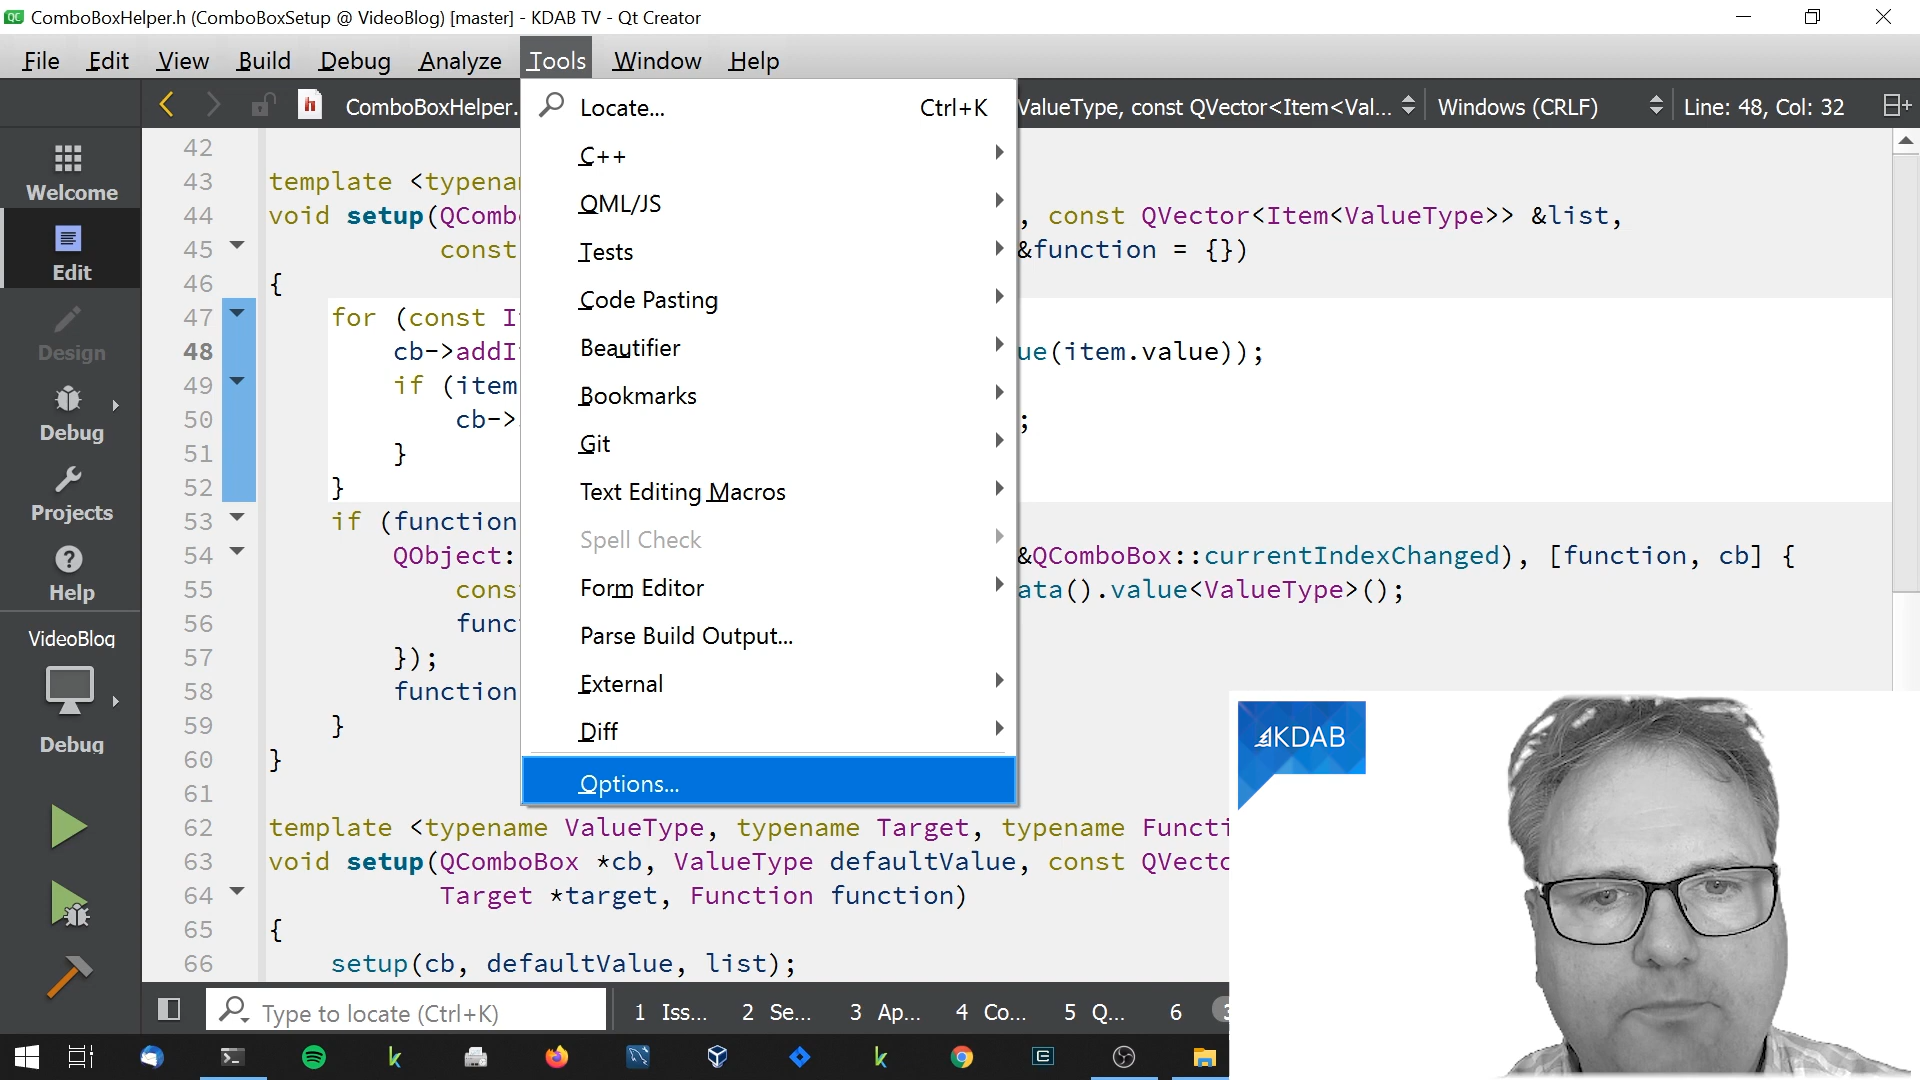 ComboBoxHelper.h (ComboBoxSetup @ VideoBlog) [master] - KDAB TV - Qt Creator
File Edit View Build Debug Analyze Tools Window Help
ComboBoxHelper. ValueType, const QVector<Item<Val... Windows (CRLF) Line: 48, Col: 32
Locate... Ctrl+K
C++
QML/JS
Tests
Code Pasting
Beautifier
Bookmarks
Git
Text Editing Macros
Spell Check
Form Editor
Parse Build Output...
External
Diff
Options...
Welcome
Edit
Design
Debug
Projects
Help
VideoBlog
Debug
42
43 template <typenam
44 void setup(QCombo , const QVector<Item<ValueType>> &list,
45 const &function = {})
46 {
47 for (const I
48 cb->addI ue(item.value));
49 if (item
50 cb-> ;
51 }
52 }
53 if (function
54 QObject: &QComboBox::currentIndexChanged), [function, cb] {
55 cons ata().value<ValueType>();
56 func
57 });
58 function
59 }
60 }
61
62 template <typename ValueType, typename Target, typename Functi
63 void setup(QComboBox *cb, ValueType defaultValue, const QVecto
64 Target *target, Function function)
65 {
66 setup(cb, defaultValue, list);
KDAB
Type to locate (Ctrl+K) 1 Iss... 2 Se... 3 Ap... 4 Co... 5 Q... 6